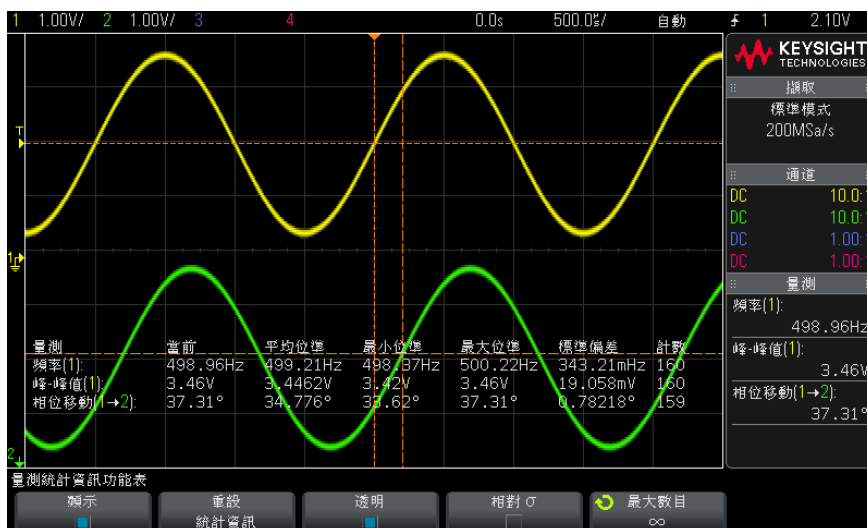 1 1.00V/ 2 1.00V/ 3 4 0.0s 500.0㎲/ 自動 1 2.10V
KEYSIGHT
TECHNOLOGIES
擷取
標準模式
200MSa/s
通道
DC 10.0:
DC 10.0:
DC 1.00:
DC 1.00:
量測
頻率(1):
498.96Hz
峰-峰值(1):
3.46V
相位移動(1→2):
37.31°
T
1
2
量測 當前 平均位準 最小位準 最大位準 標準偏差 計數
頻率(1): 498.96Hz 499.21Hz 498.37Hz 500.22Hz 343.21mHz 160
峰-峰值(1): 3.46V 3.4462V 3.42V 3.46V 19.058mV 160
相位移動(1→2): 37.31° 34.776° 33.62° 37.31° 0.78218° 159
量測統計資訊功能表
顯示 重設 透明 相對 σ 最大數目
統計資訊 ∞